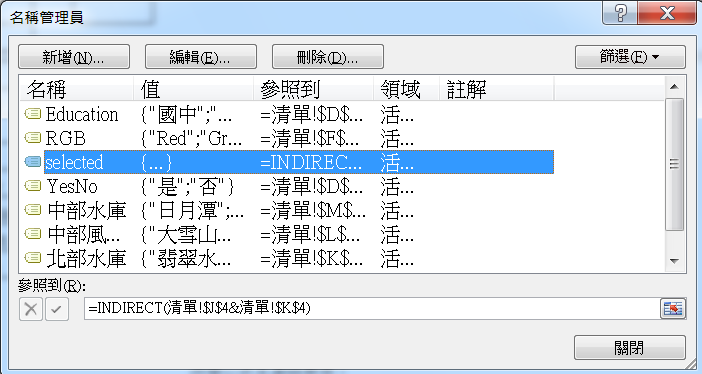 名稱管理員
新增(N)... 編輯(E)... 刪除(D)... 篩選(F)
名稱 值 參照到 領域 註解
Education {"國中";"... =清單!$D$... 活...
RGB {"Red";"Gr... =清單!$F$... 活...
selected {...} =INDIREC... 活...
YesNo {"是";"否"} =清單!$D$... 活...
中部水庫 {"日月潭";... =清單!$M$... 活...
中部風... {"大雪山... =清單!$L$... 活...
北部水庫 {"翡翠水... =清單!$K$... 活...
參照到(R):
=INDIRECT(清單!$J$4&清單!$K$4)
關閉